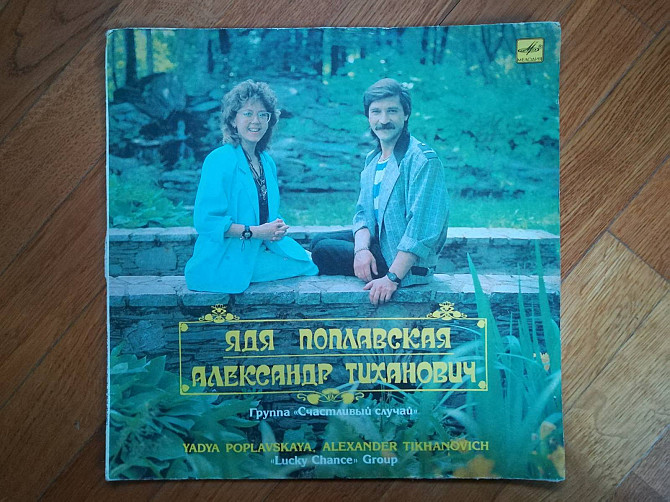 МЕЛОДИЯ
ЯДЯ ПОПЛАВСКАЯ
АЛЕКСАНДР ТИХАНОВИЧ
Группа «Счастливый случай»
YADYA POPLAVSKAYA, ALEXANDER TIKHANOVICH
«Lucky Chance» Group